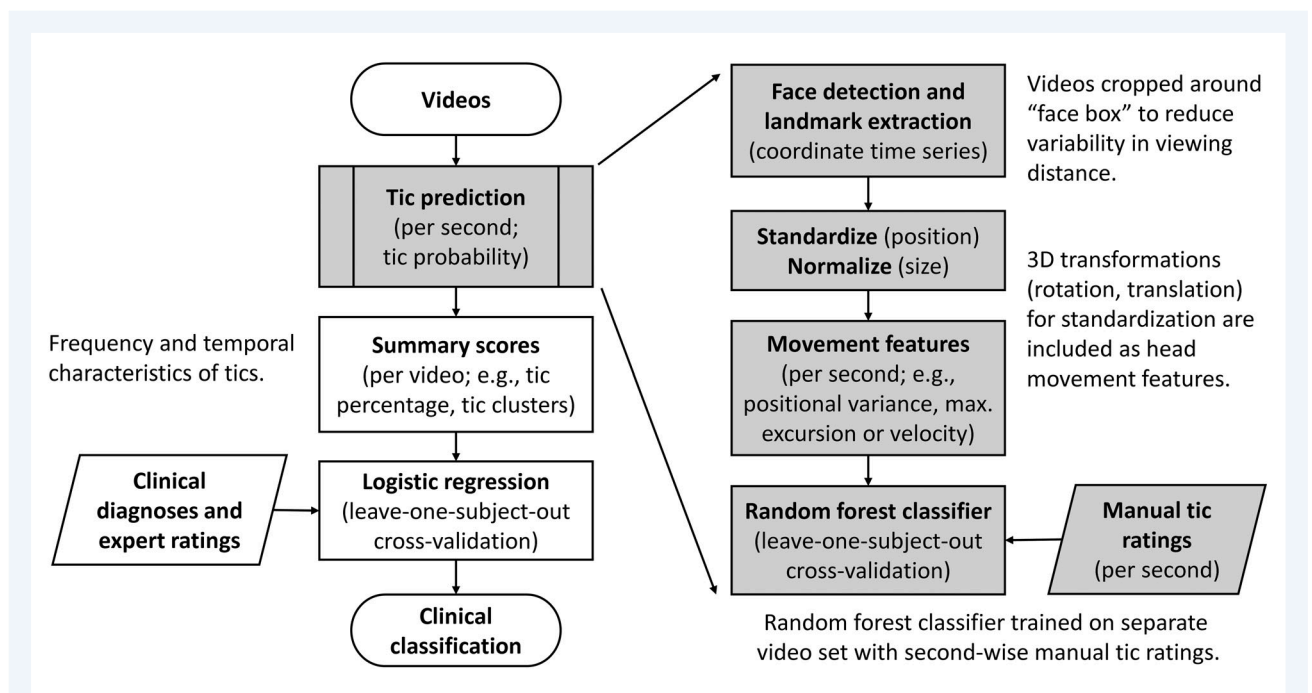 Videos
Tic prediction
(per second;
tic probability)
Frequency and temporal
characteristics of tics.
Summary scores
(per video; e.g., tic
percentage, tic clusters)
Clinical
diagnoses and
expert ratings
Logistic regression
(leave-one-subject-out
cross-validation)
Clinical
classification
Face detection and
landmark extraction
(coordinate time series)
Videos cropped around
“face box” to reduce
variability in viewing
distance.
Standardize (position)
Normalize (size)
3D transformations
(rotation, translation)
for standardization are
included as head
movement features.
Movement features
(per second; e.g.,
positional variance, max.
excursion or velocity)
Random forest classifier
(leave-one-subject-out
cross-validation)
Manual tic
ratings
(per second)
Random forest classifier trained on separate
video set with second-wise manual tic ratings.